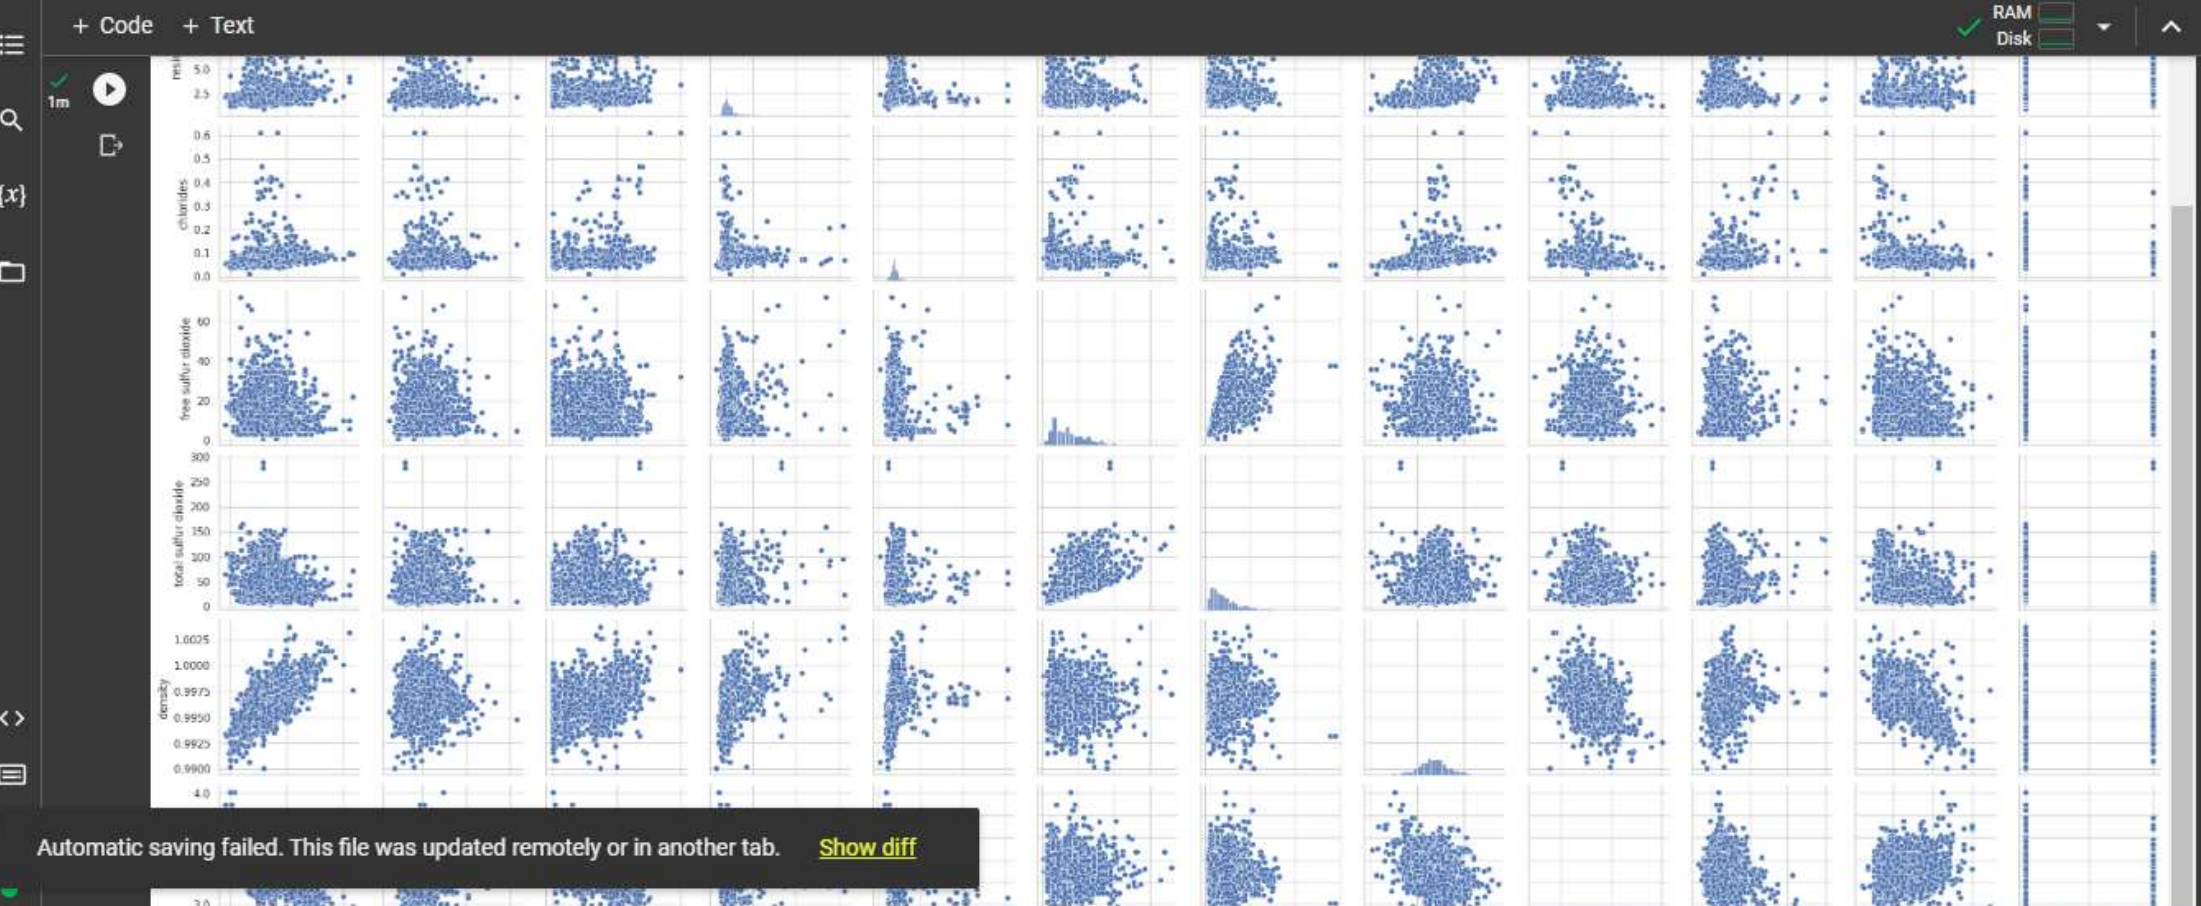 + Code + Text
RAM
Disk
1m
{x}
resi
5.0
2.5
chlorides
0.6
0.5
0.4
0.3
0.2
0.1
0.0
free sulfur dioxide
60
40
20
0
total sulfur dioxide
300
250
200
150
100
50
0
density
1.0025
1.0000
0.9975
0.9950
0.9925
0.9900
4.0
Automatic saving failed. This file was updated remotely or in another tab. Show diff
3.0